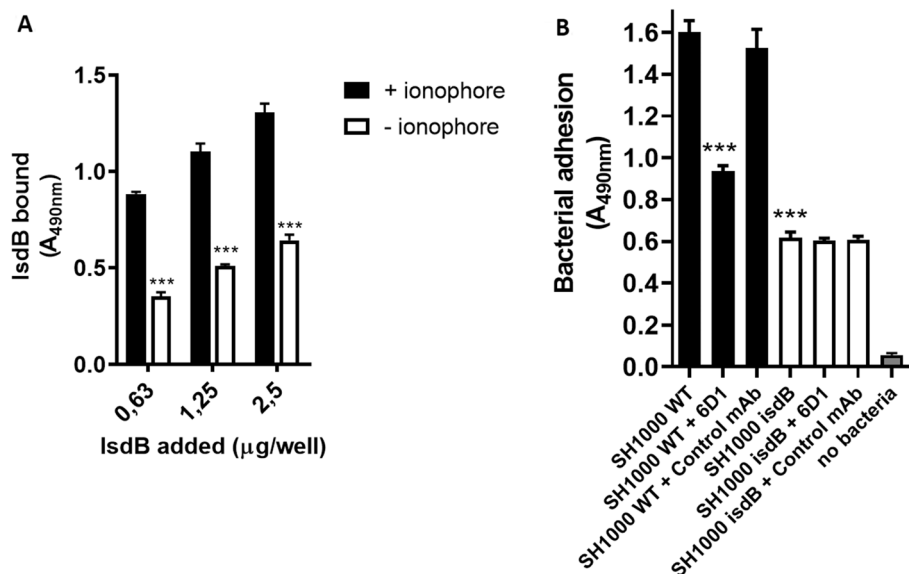 A
IsdB bound
(A490nm)
1.5
1.0
0.5
0.0
***
***
***
0,63
1,25
2,5
IsdB added (μg/well)
+ ionophore
- ionophore
B
Bacterial adhesion
(A490nm)
1.6
1.4
1.2
1.0
0.8
0.6
0.4
0.2
0.0
***
***
SH1000 WT
SH1000 WT + 6D1
SH1000 WT + Control mAb
SH1000 isdB
SH1000 isdB + 6D1
SH1000 isdB + Control mAb
no bacteria